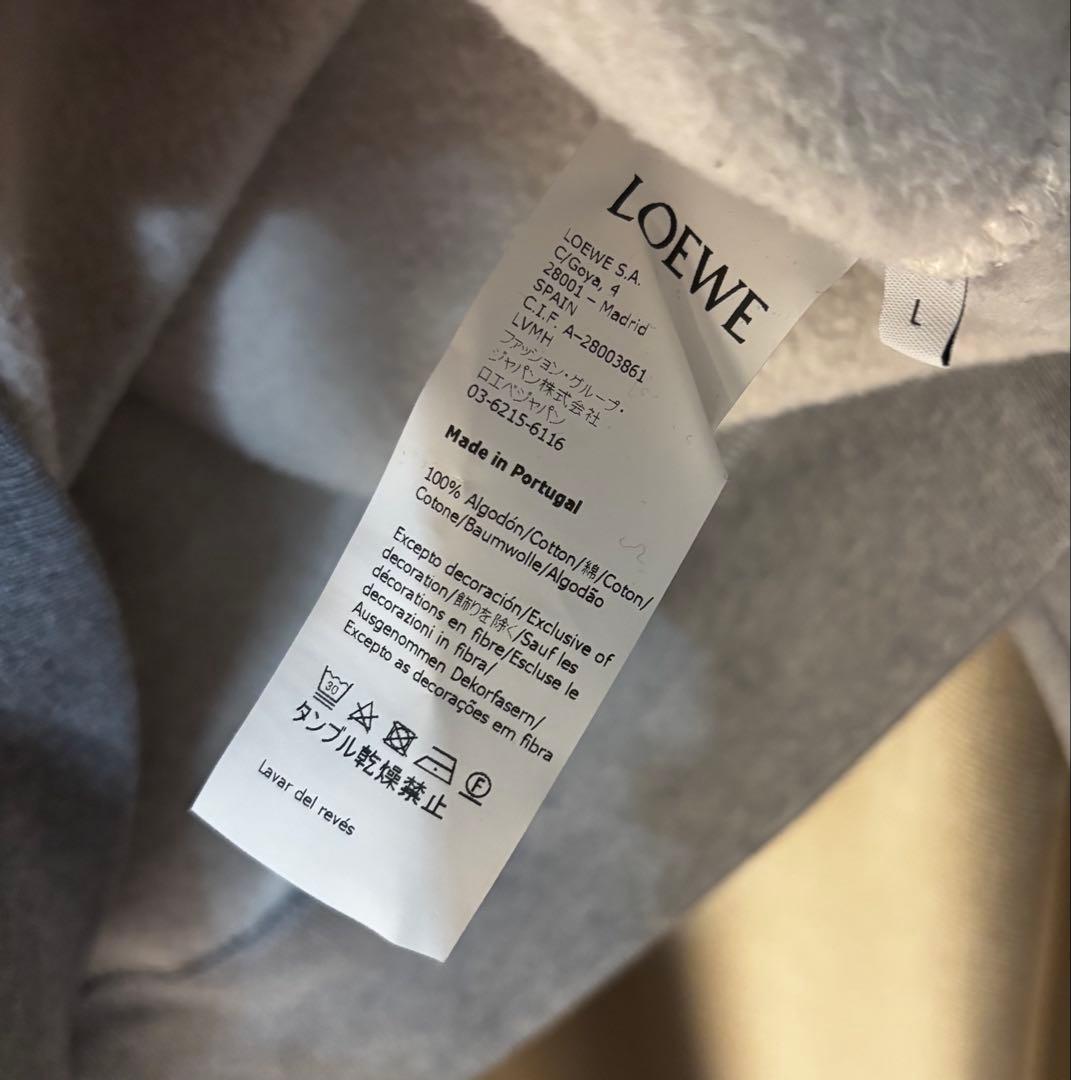 LOEWE
LOEWE S.A.
C/Goya, 4
28001 - Madrid
SPAIN
C.I.F. A-28003861
LVMH
ファッション・グループ・
ジャパン株式会社
ロエベジャパン
03-6215-6116
Made in Portugal
100% Algodón/Cotton/綿/Coton/
Cotone/Baumwolle/Algodão
Excepto decoración/Exclusive of
decoration/飾りを除く/Sauf les
décorations en fibre/Escluse le
decorazioni in fibra/
Ausgenommen Dekorfasern/
Excepto as decorações em fibra
30
F
タンブル乾燥禁止
Lavar del revés
L